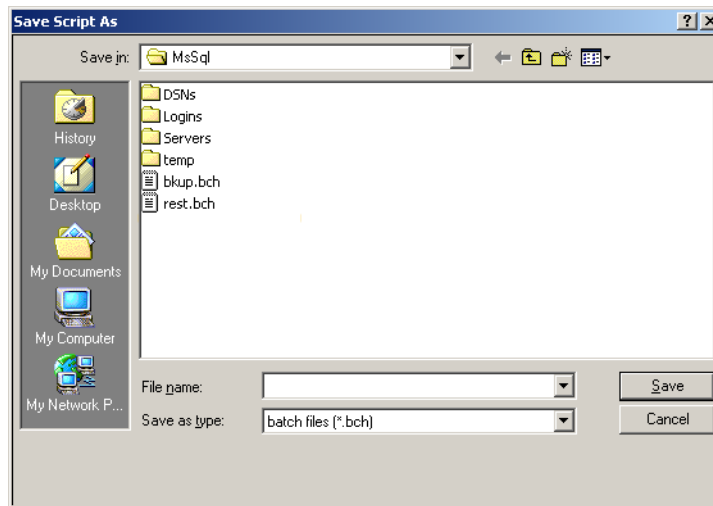 Save Script As
Save in: MsSql
History
Desktop
My Documents
My Computer
My Network P...
DSNs
Logins
Servers
temp
bkup.bch
rest.bch
File name:
Save
Save as type: batch files (*.bch)
Cancel